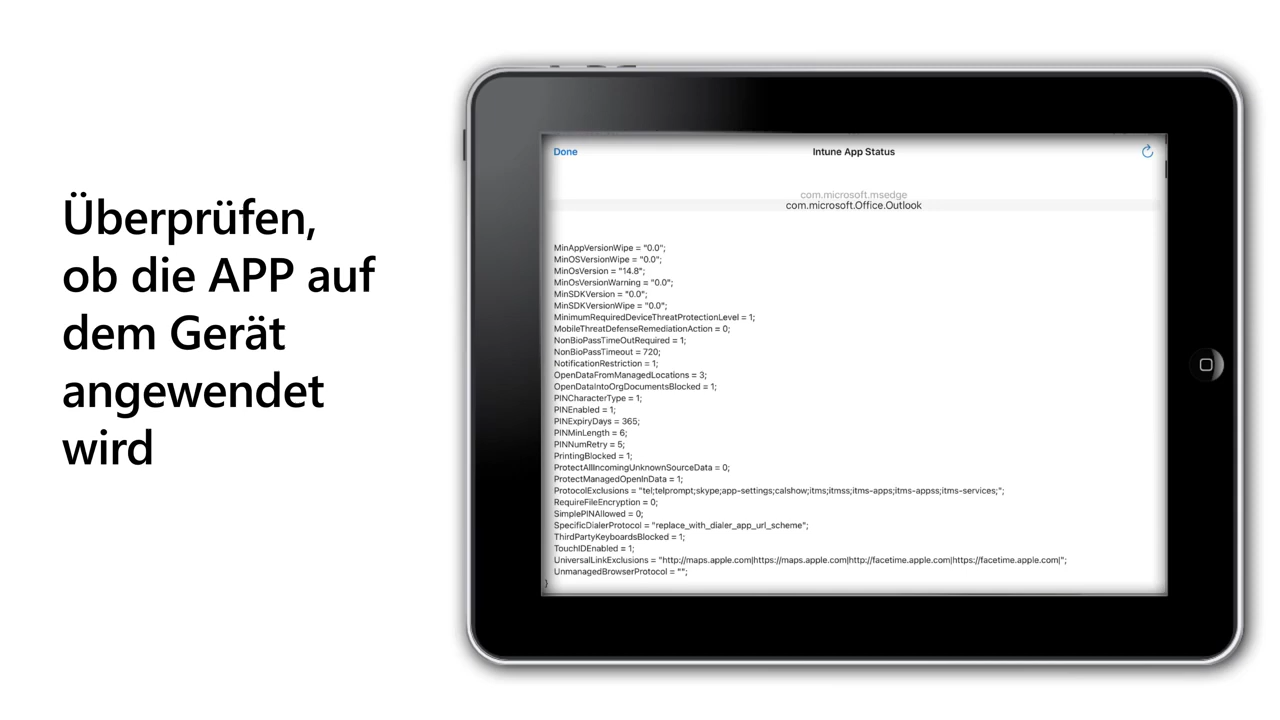 Überprüfen,
ob die APP auf
dem Gerät
angewendet
wird
Done
Intune App Status
com.microsoft.msedge
com.microsoft.Office.Outlook
MinAppVersionWipe = "0.0";
MinOSVersionWipe = "0.0";
MinOsVersion = "14.8";
MinOsVersionWarning = "0.0";
MinSDKVersion = "0.0";
MinSDKVersionWipe = "0.0";
MinimumRequiredDeviceThreatProtectionLevel = 1;
MobileThreatDefenseRemediationAction = 0;
NonBioPassTimeOutRequired = 1;
NonBioPassTimeout = 720;
NotificationRestriction = 1;
OpenDataFromManagedLocations = 3;
OpenDataIntoOrgDocumentsBlocked = 1;
PINCharacterType = 1;
PINEnabled = 1;
PINExpiryDays = 365;
PINMinLength = 6;
PINNumRetry = 5;
PrintingBlocked = 1;
ProtectAllIncomingUnknownSourceData = 0;
ProtectManagedOpenInData = 1;
ProtocolExclusions = "tel;telprompt;skype;app-settings;calshow;itms;itmss;itms-apps;itms-appss;itms-services;";
RequireFileEncryption = 0;
SimplePINAllowed = 0;
SpecificDialerProtocol = "replace_with_dialer_app_url_scheme";
ThirdPartyKeyboardsBlocked = 1;
TouchIDEnabled = 1;
UniversalLinkExclusions = "http://maps.apple.com|https://maps.apple.com|http://facetime.apple.com|https://facetime.apple.com|";
UnmanagedBrowserProtocol = "";
}